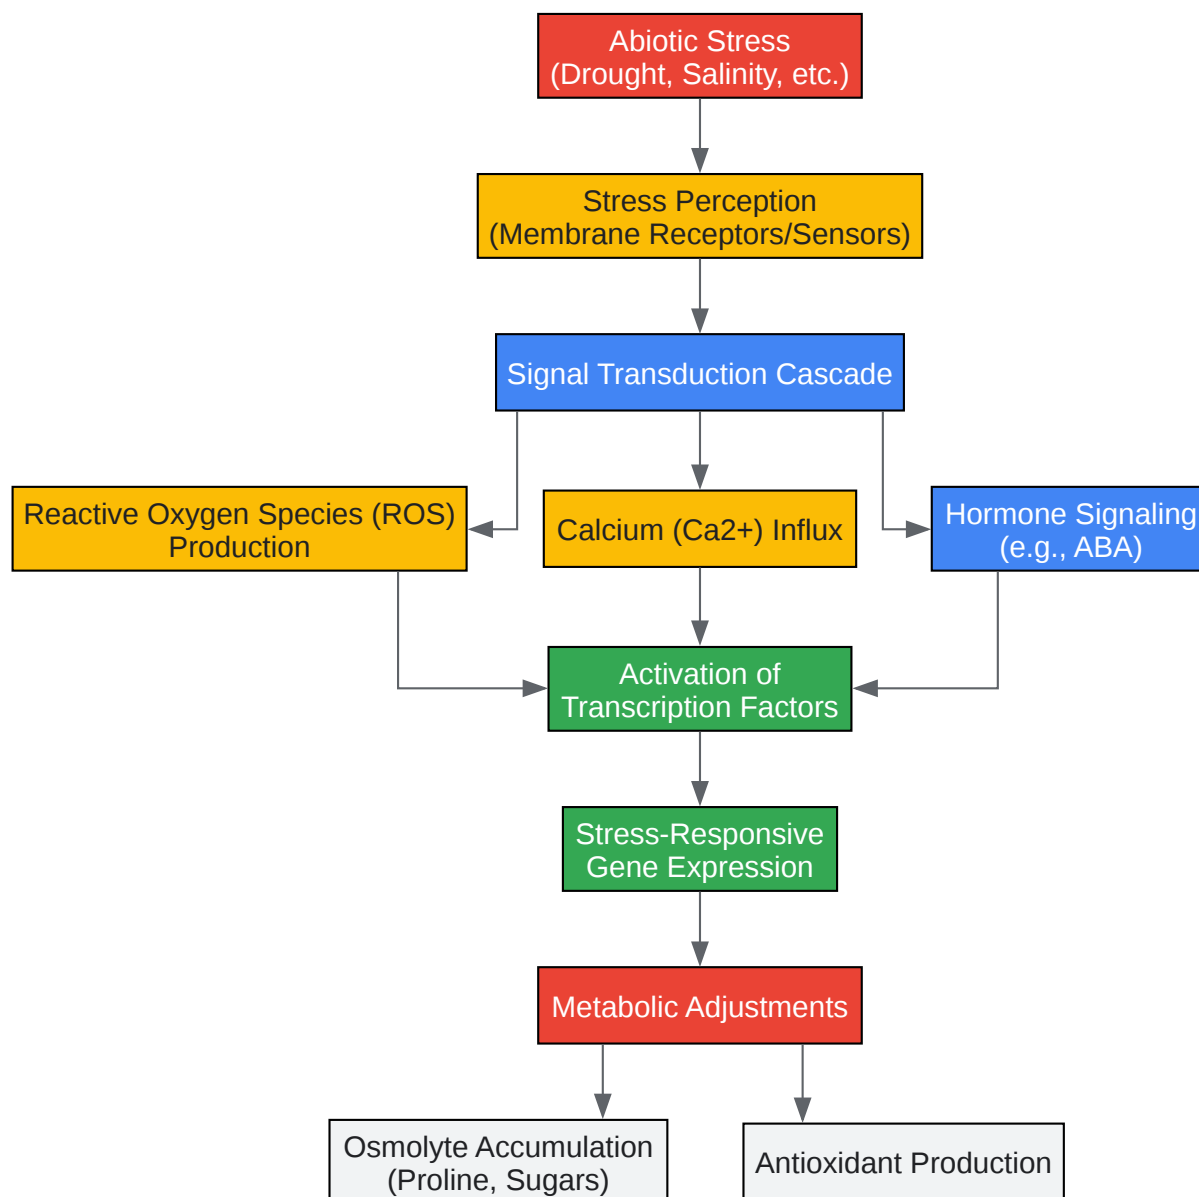 Abiotic Stress
(Drought, Salinity, etc.)
Stress Perception
(Membrane Receptors/Sensors)
Signal Transduction Cascade
Reactive Oxygen Species (ROS)
Production
Calcium (Ca2+) Influx
Hormone Signaling
(e.g., ABA)
Activation of
Transcription Factors
Stress-Responsive
Gene Expression
Metabolic Adjustments
Osmolyte Accumulation
(Proline, Sugars)
Antioxidant Production